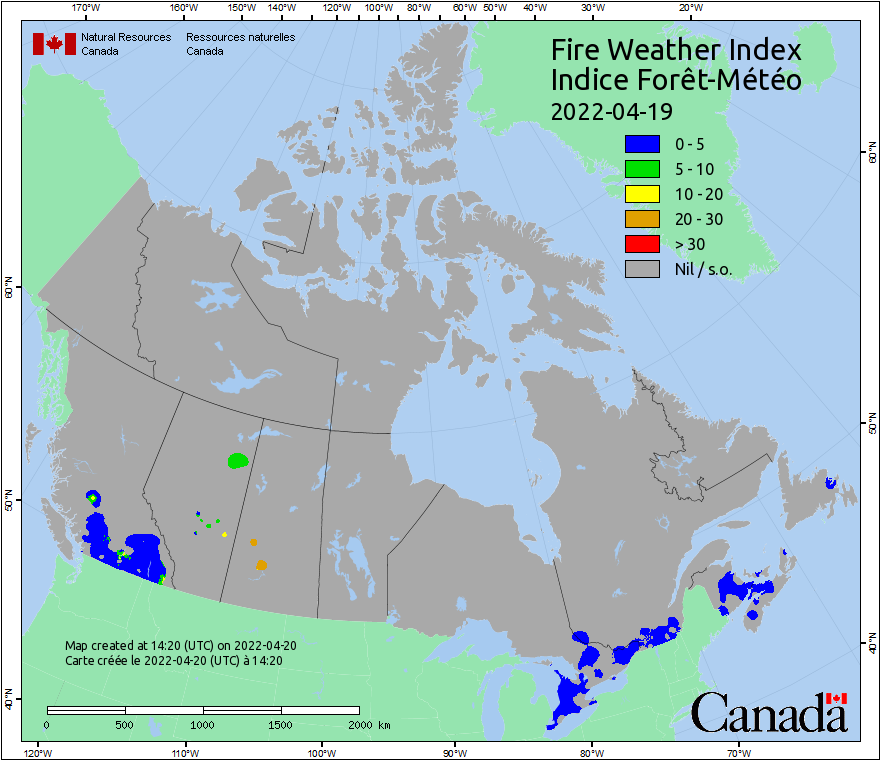 170°W 160°W 150°W 140°W 130°W 120°W 110°W 100°W 90°W 80°W 60°W 50°W 40°W 30°W 20°W
Natural Resources Canada
Ressources naturelles Canada
Fire Weather Index
Indice Forêt-Météo
2022-04-19
0 - 5
5 - 10
10 - 20
20 - 30
> 30
Nil / s.o.
60°N
50°N
40°N
60°N
50°N
40°N
Map created at 14:20 (UTC) on 2022-04-20
Carte créée le 2022-04-20 (UTC) à 14:20
0 500 1000 1500 2000 km
Canada
120°W 110°W 100°W 90°W 80°W 70°W